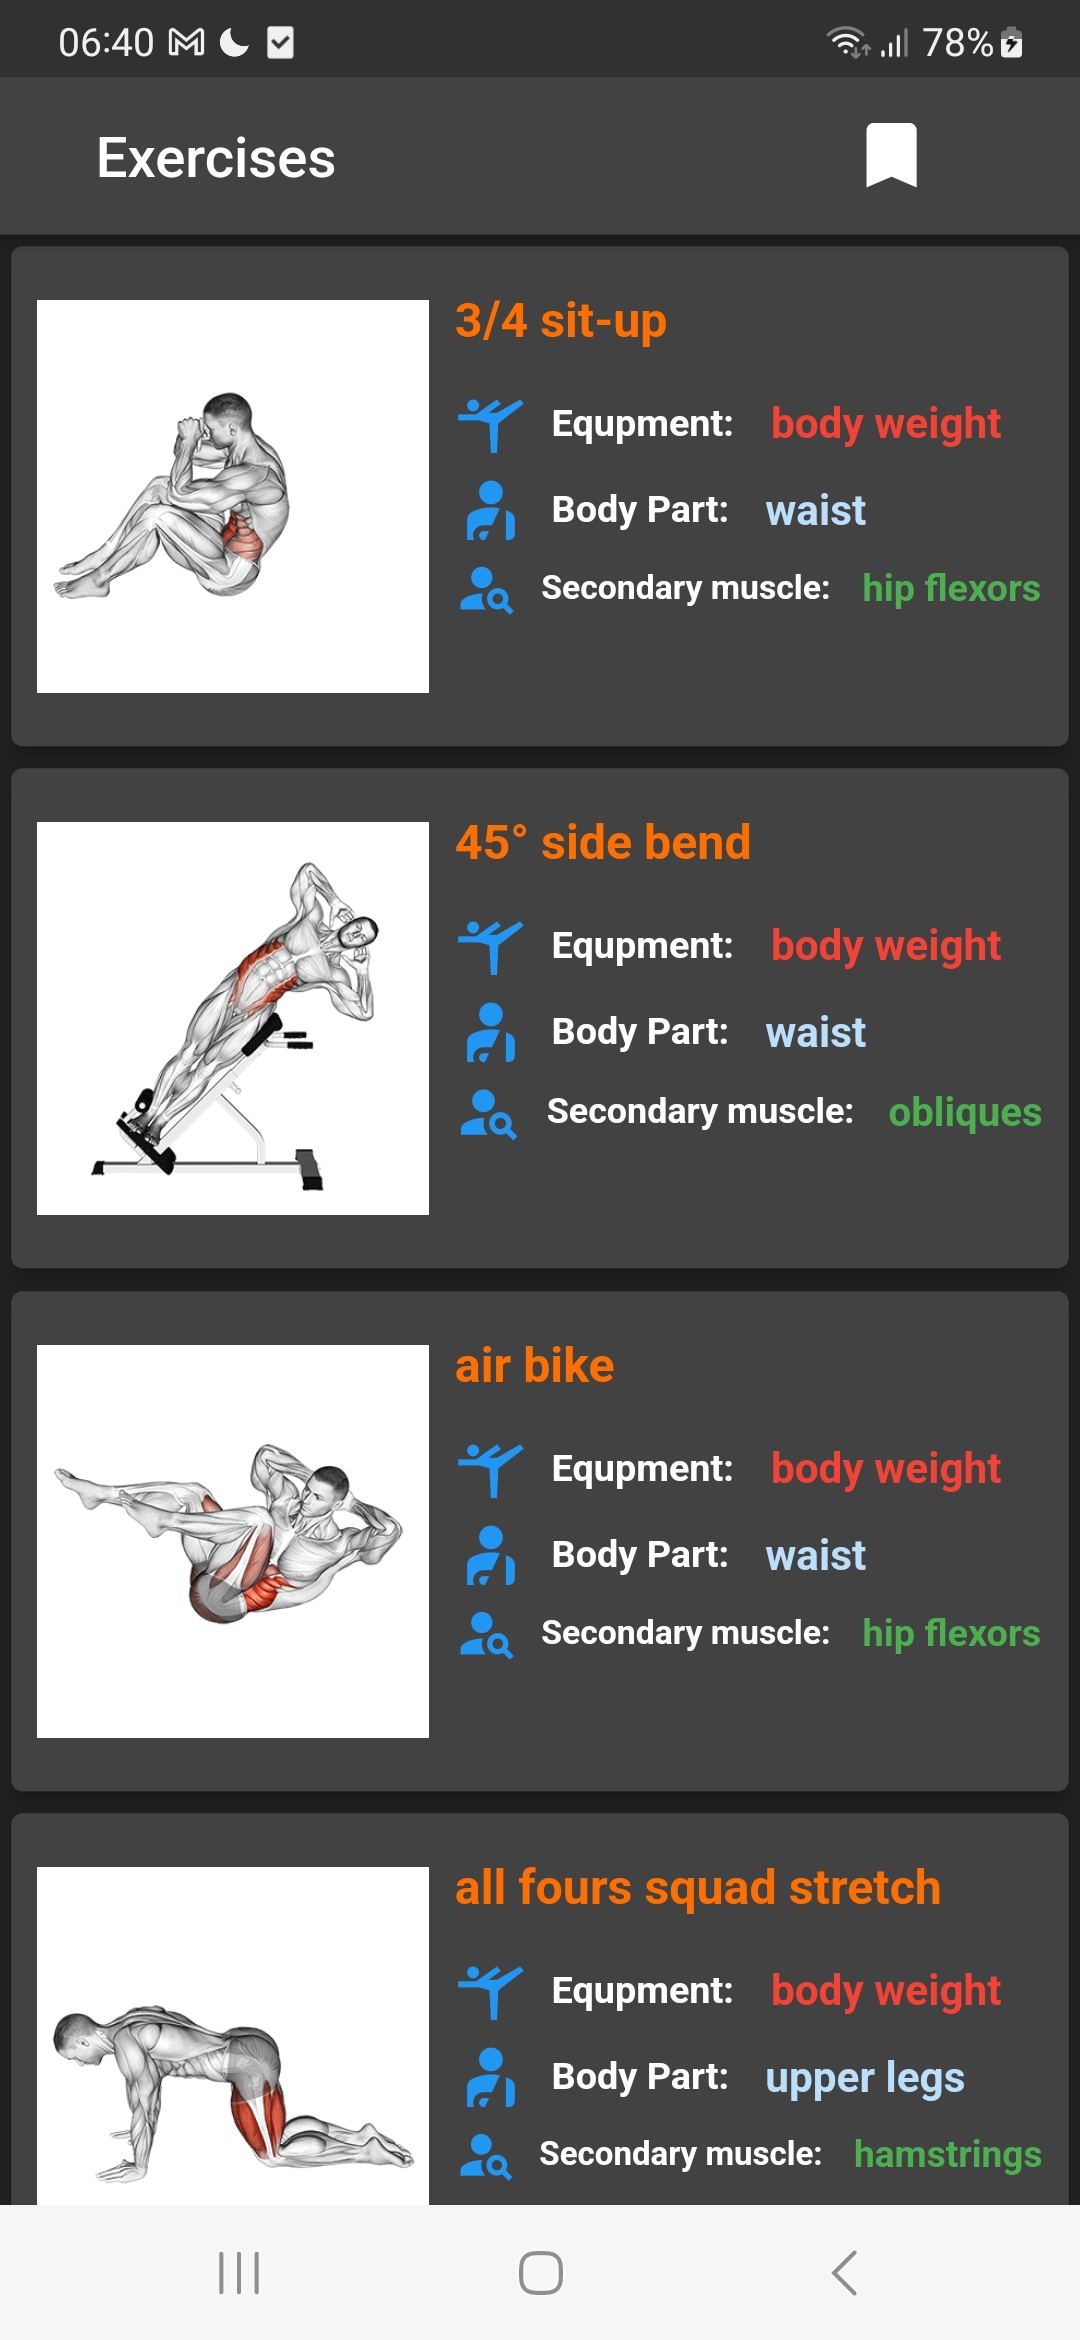 06:40 78%
Exercises
3/4 sit-up
Equpment: body weight
Body Part: waist
Secondary muscle: hip flexors
45° side bend
Equpment: body weight
Body Part: waist
Secondary muscle: obliques
air bike
Equpment: body weight
Body Part: waist
Secondary muscle: hip flexors
all fours squad stretch
Equpment: body weight
Body Part: upper legs
Secondary muscle: hamstrings